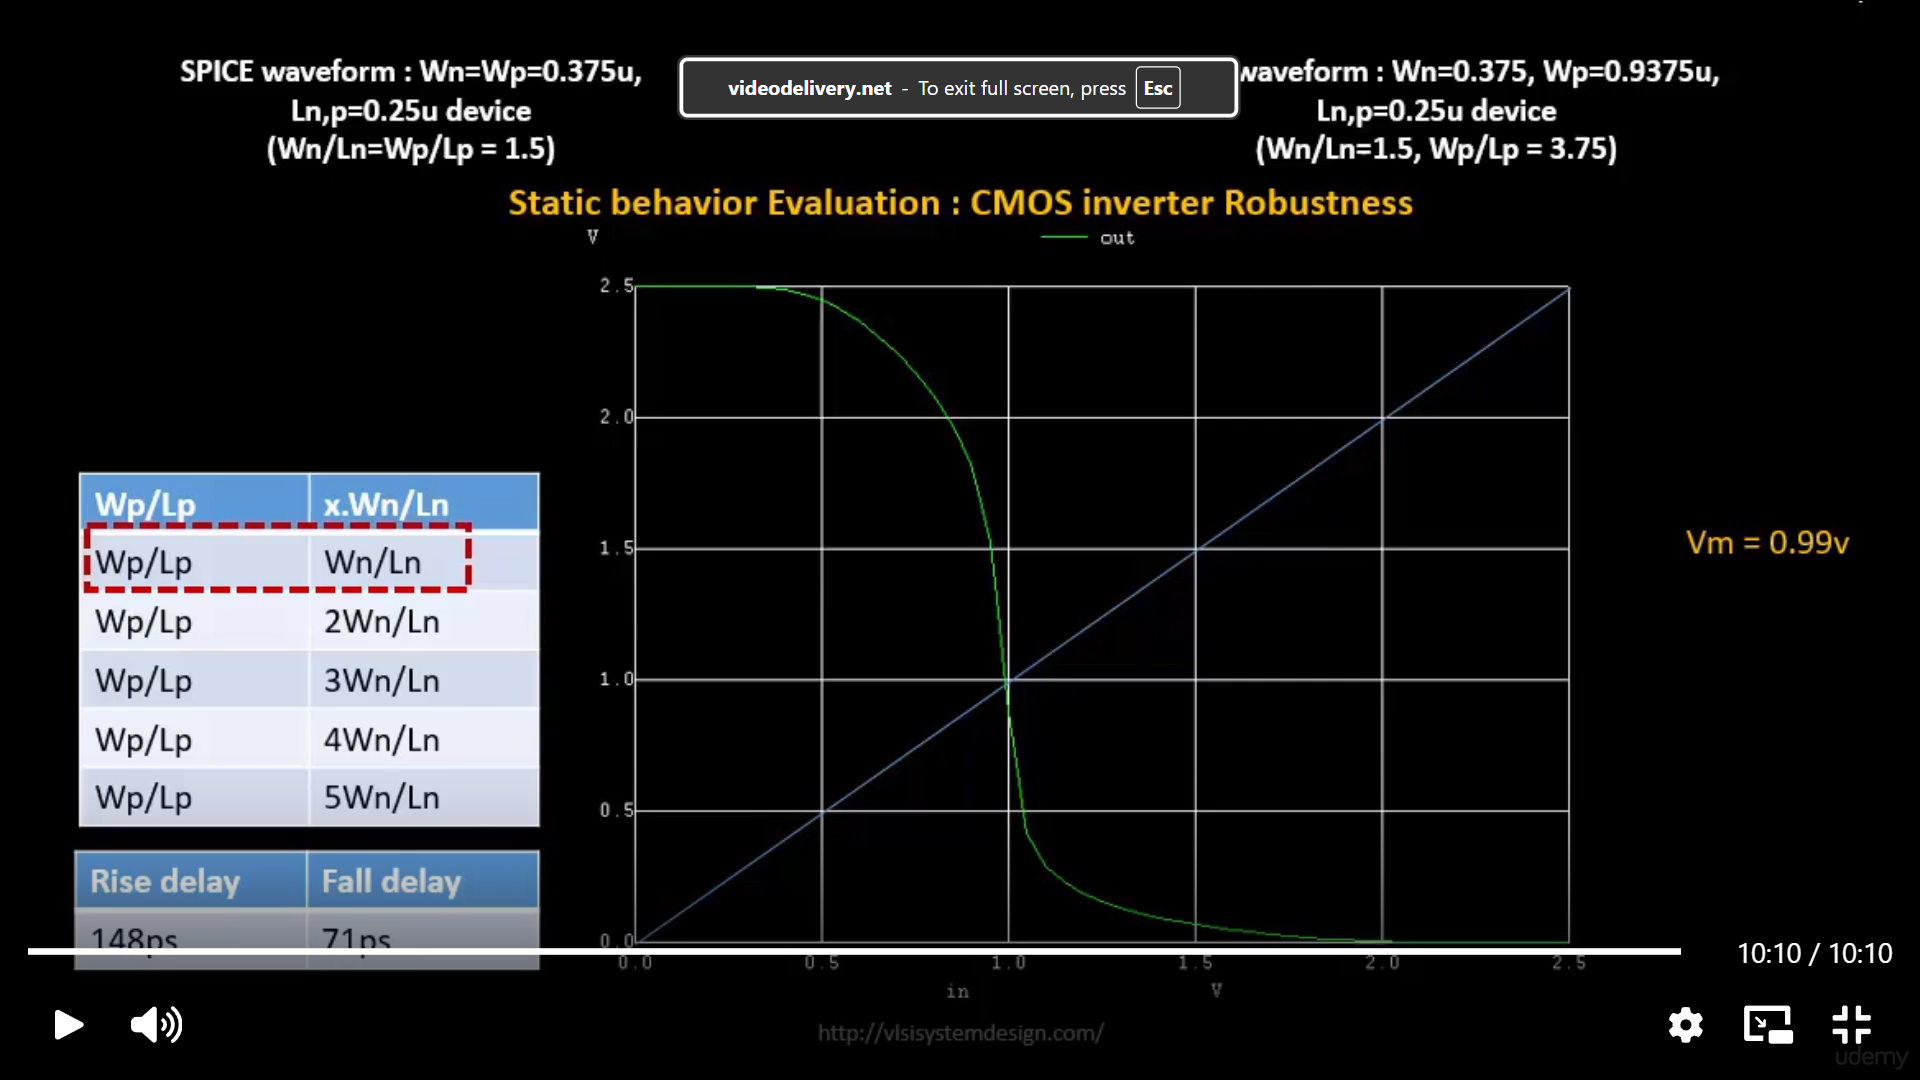 SPICE waveform : Wn=Wp=0.375u,
Ln,p=0.25u device
(Wn/Ln=Wp/Lp = 1.5)
videodelivery.net - To exit full screen, press Esc
waveform : Wn=0.375, Wp=0.9375u,
Ln,p=0.25u device
(Wn/Ln=1.5, Wp/Lp = 3.75)
Static behavior Evaluation : CMOS inverter Robustness
V
out
2.5
2.0
1.5
1.0
0.5
0.0
0.0 0.5 1.0 1.5 2.0 2.5
in V
Wp/Lp x.Wn/Ln
Wp/Lp Wn/Ln
Wp/Lp 2Wn/Ln
Wp/Lp 3Wn/Ln
Wp/Lp 4Wn/Ln
Wp/Lp 5Wn/Ln
Rise delay Fall delay
148ps 71ps
Vm = 0.99v
10:10 / 10:10
http://vlsisystemdesign.com/
udemy